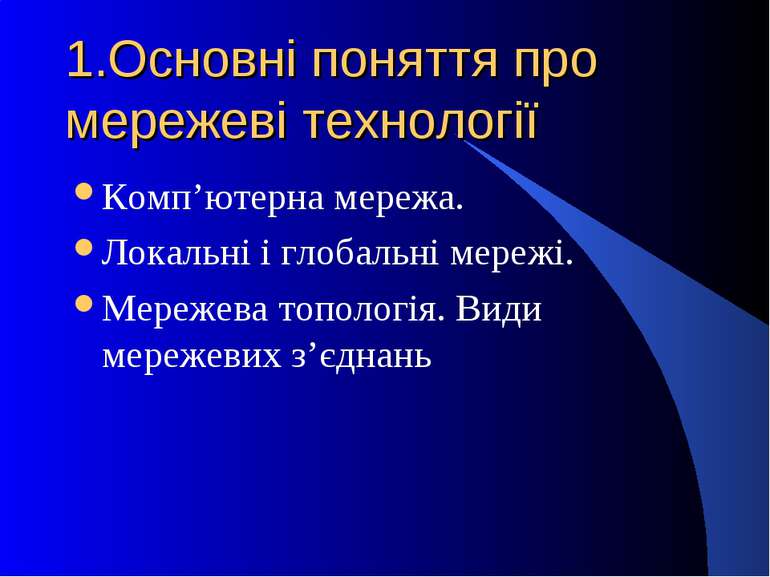 1.Основні поняття про
мережеві технології
Комп’ютерна мережа.
Локальні і глобальні мережі.
Мережева топологія. Види
мережевих з’єднань